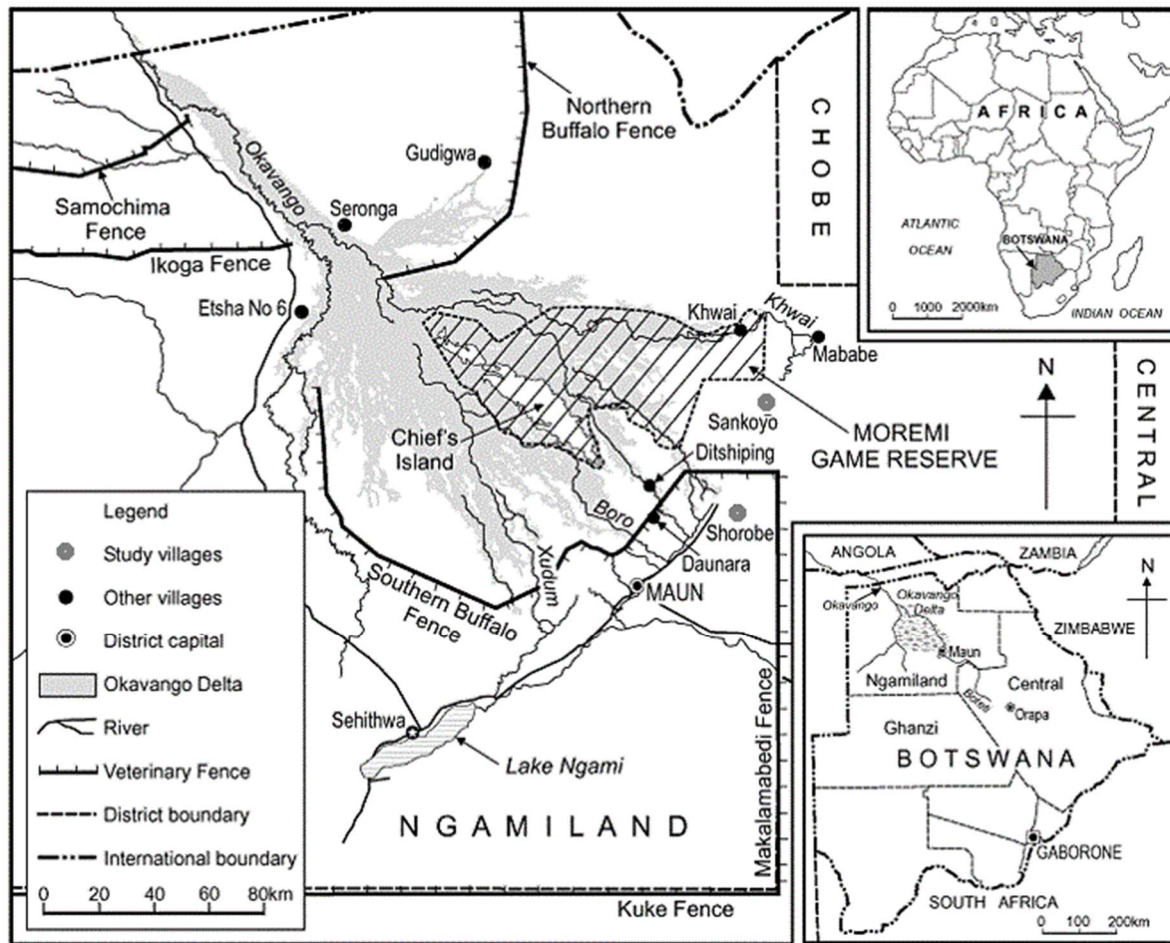 Northern
Buffalo Fence
Gudigwa
Okavango
Samochima
Fence
Seronga
Ikoga Fence
Etsha No 6
Khwai
Khwai
Mababe
Sankoyo
Chief's
Island
MOREMI
GAME RESERVE
Ditshiping
Boro
Shorobe
Daunara
Xudum
MAUN
Southern Buffalo
Fence
Sehithwa
Lake Ngami
NGAMILAND
Makalamabedi Fence
Kuke Fence
CHOBE
CENTRAL
N
Legend
Study villages
Other villages
District capital
Okavango Delta
River
Veterinary Fence
District boundary
International boundary
0 20 40 60 80km
AFRICA
ATLANTIC
OCEAN
BOTSWANA
0 1000 2000km
INDIAN OCEAN
ANGOLA
ZAMBIA
N
Okavango
Okavango
Delta
ZIMBABWE
Maun
Ngamiland
Central
Boteti
Orapa
Ghanzi
BOTSWANA
GABORONE
SOUTH AFRICA
0 100 200km